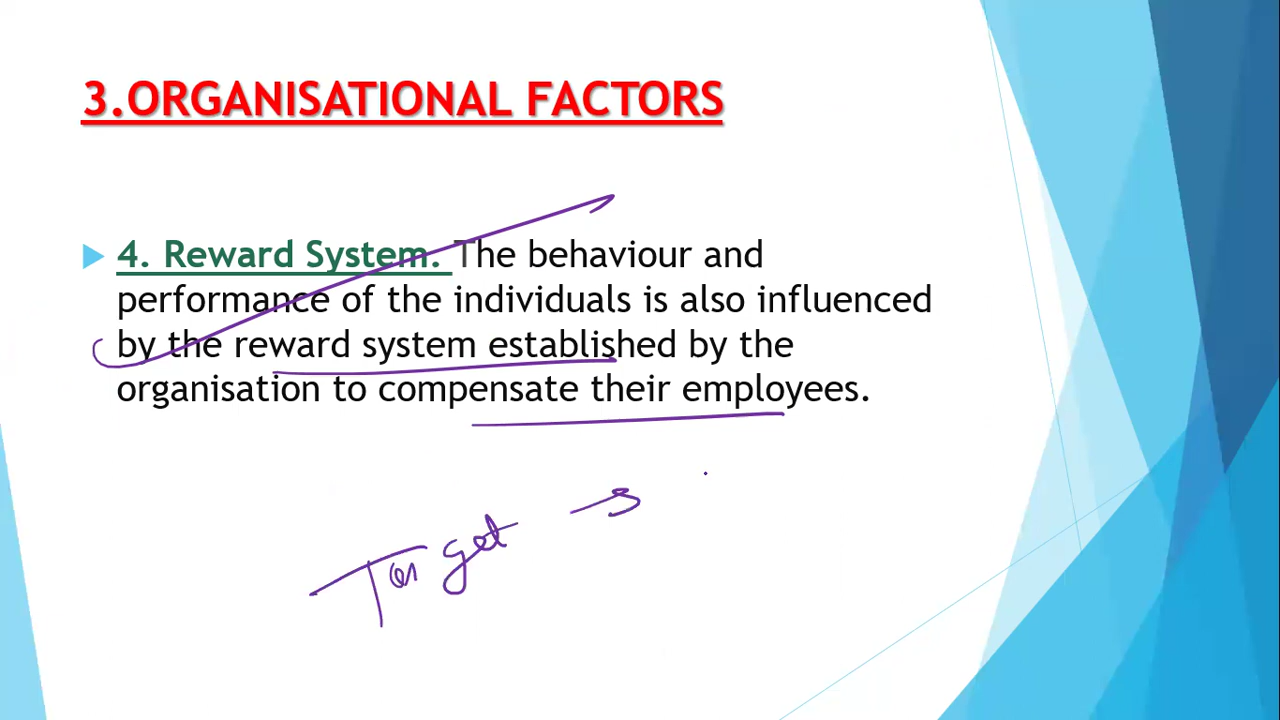 3.ORGANISATIONAL FACTORS
4. Reward System. The behaviour and
performance of the individuals is also influenced
by the reward system established by the
organisation to compensate their employees.
Target →